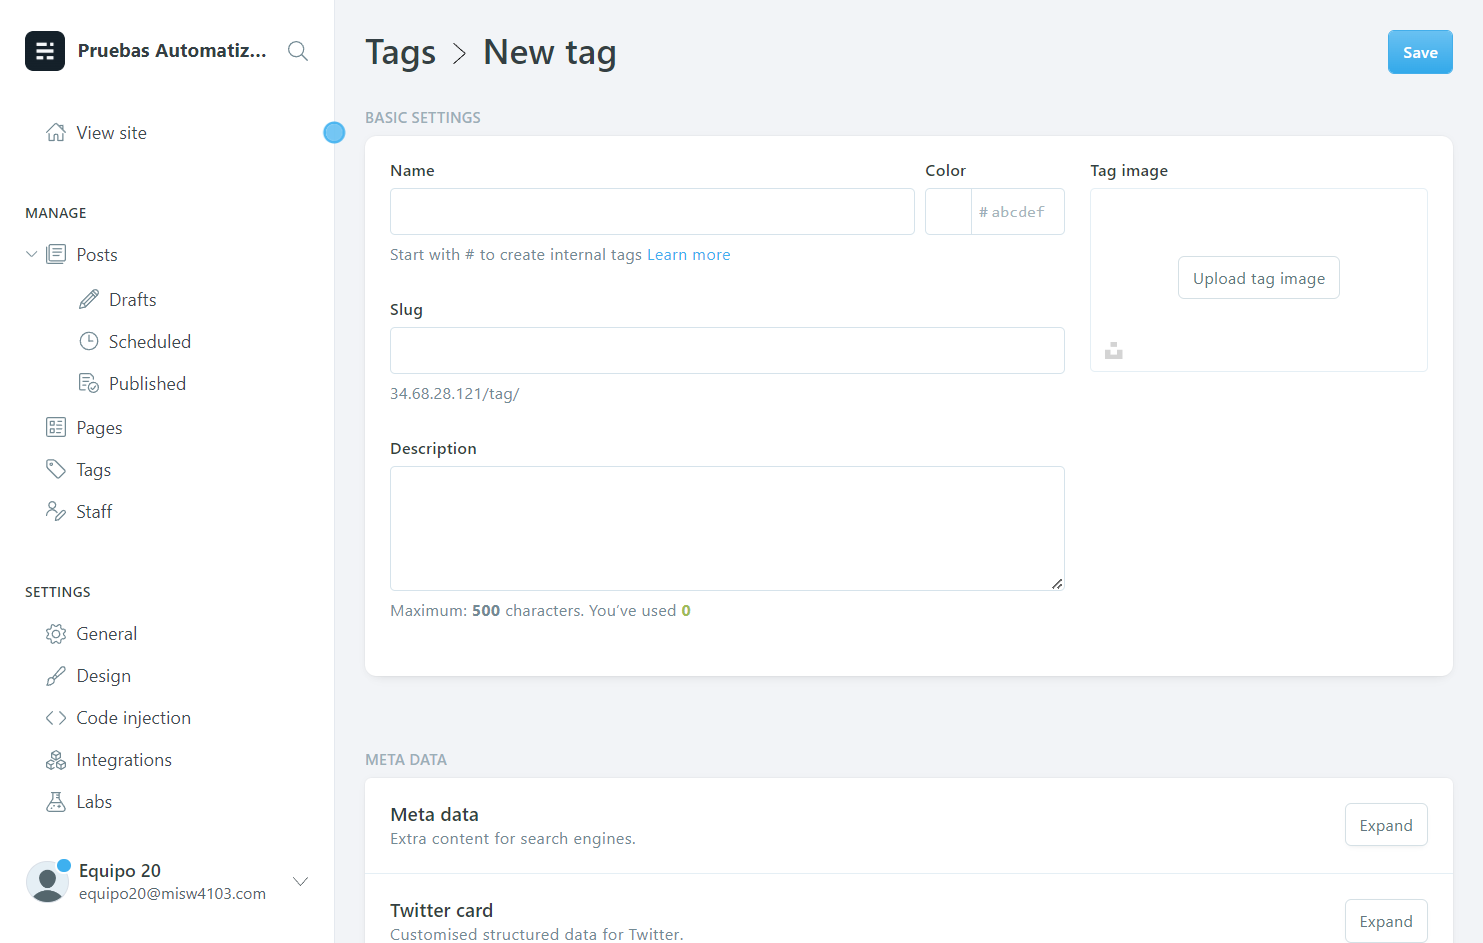 Pruebas Automatiz...
View site
MANAGE
Posts
Drafts
Scheduled
Published
Pages
Tags
Staff
SETTINGS
General
Design
Code injection
Integrations
Labs
Equipo 20
equipo20@misw4103.com
Tags > New tag
Save
BASIC SETTINGS
Name
Color
# abcdef
Start with # to create internal tags Learn more
Slug
34.68.28.121/tag/
Description
Maximum: 500 characters. You’ve used 0
Tag image
Upload tag image
META DATA
Meta data
Extra content for search engines.
Expand
Twitter card
Customised structured data for Twitter.
Expand